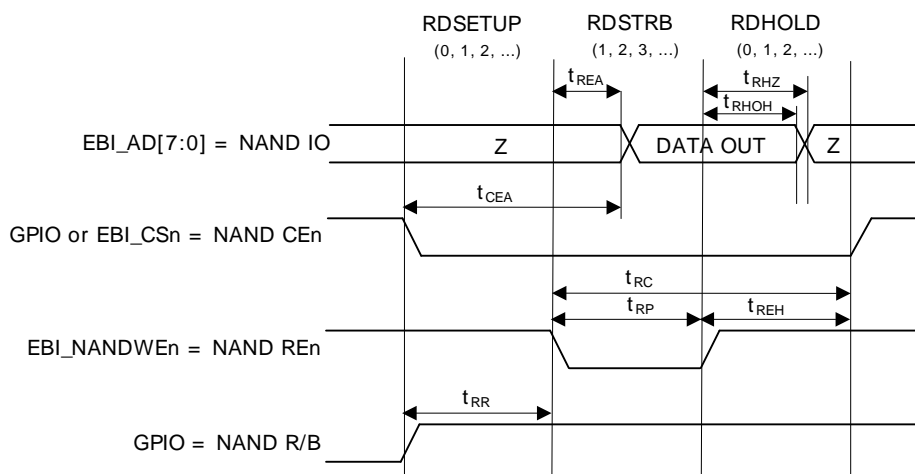 RDSETUP RDSTRB RDHOLD
(0, 1, 2, ...) (1, 2, 3, ...) (0, 1, 2, ...)
tREA tRHZ
tRHOH
EBI_AD[7:0] = NAND IO Z DATA OUT Z
tCEA
GPIO or EBI_CSn = NAND CEn
tRC
tRP tREH
EBI_NANDWEn = NAND REn
tRR
GPIO = NAND R/B